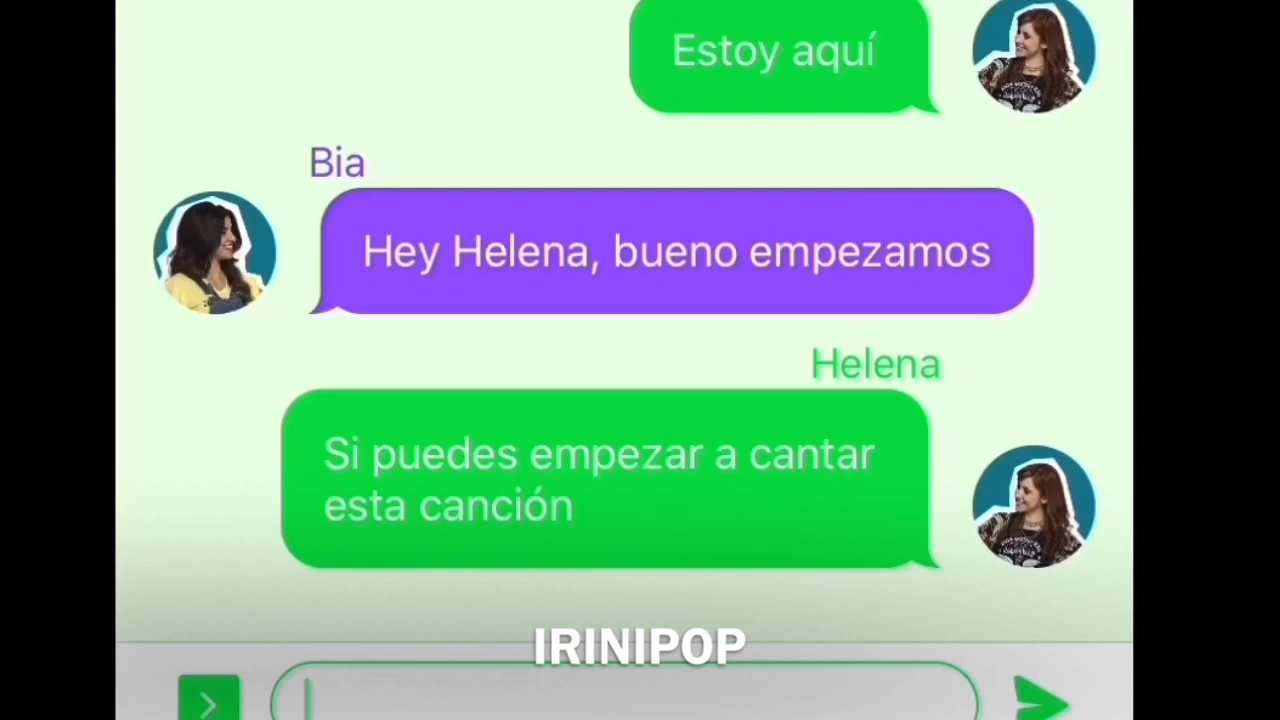 Estoy aquí
Bia
Hey Helena, bueno empezamos
Helena
Si puedes empezar a cantar
esta canción
IRINIPOP